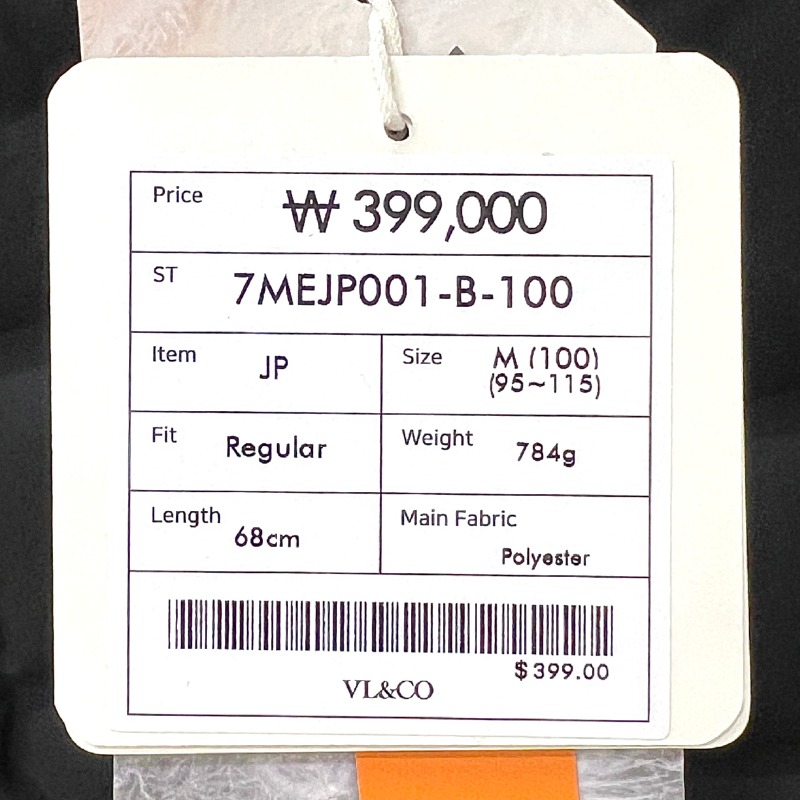 Price ₩ 399,000
ST 7MEJP001-B-100
Item JP Size M (100)
(95~115)
Fit Regular Weight 784g
Length 68cm Main Fabric
Polyester
$399.00
VL&CO